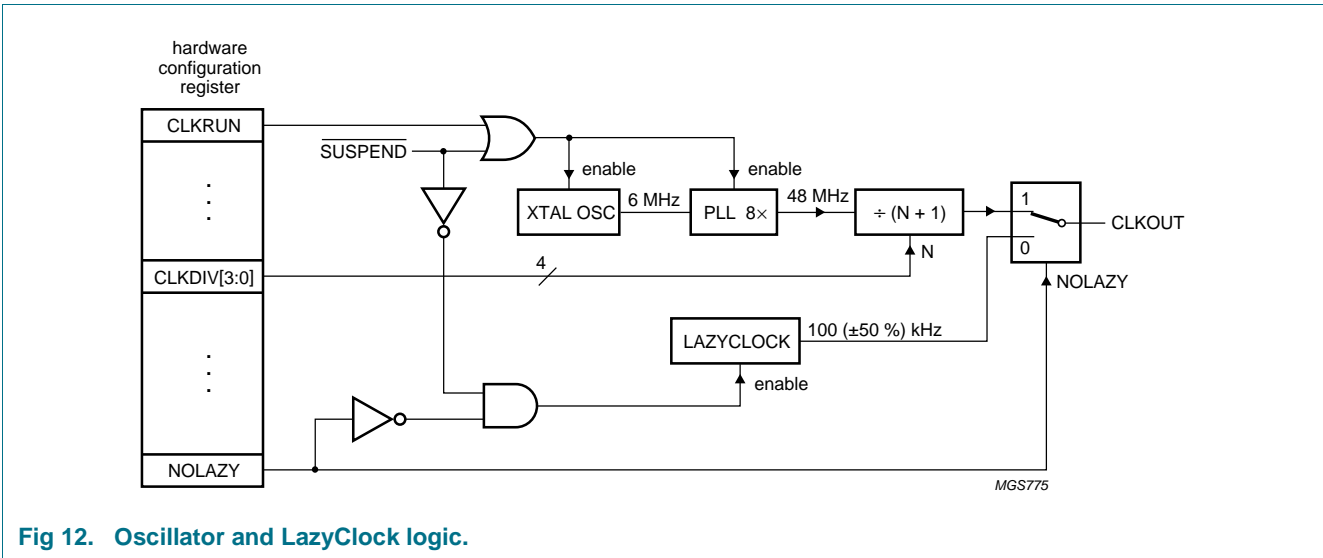 hardware
configuration
register
CLKRUN
SUSPEND
enable
enable
XTAL OSC
6 MHz
PLL 8×
48 MHz
÷ (N + 1)
1
0
CLKOUT
N
NOLAZY
.
.
.
CLKDIV[3:0]
4
LAZYCLOCK
100 (±50 %) kHz
enable
.
.
.
NOLAZY
MGS775
Fig 12. Oscillator and LazyClock logic.